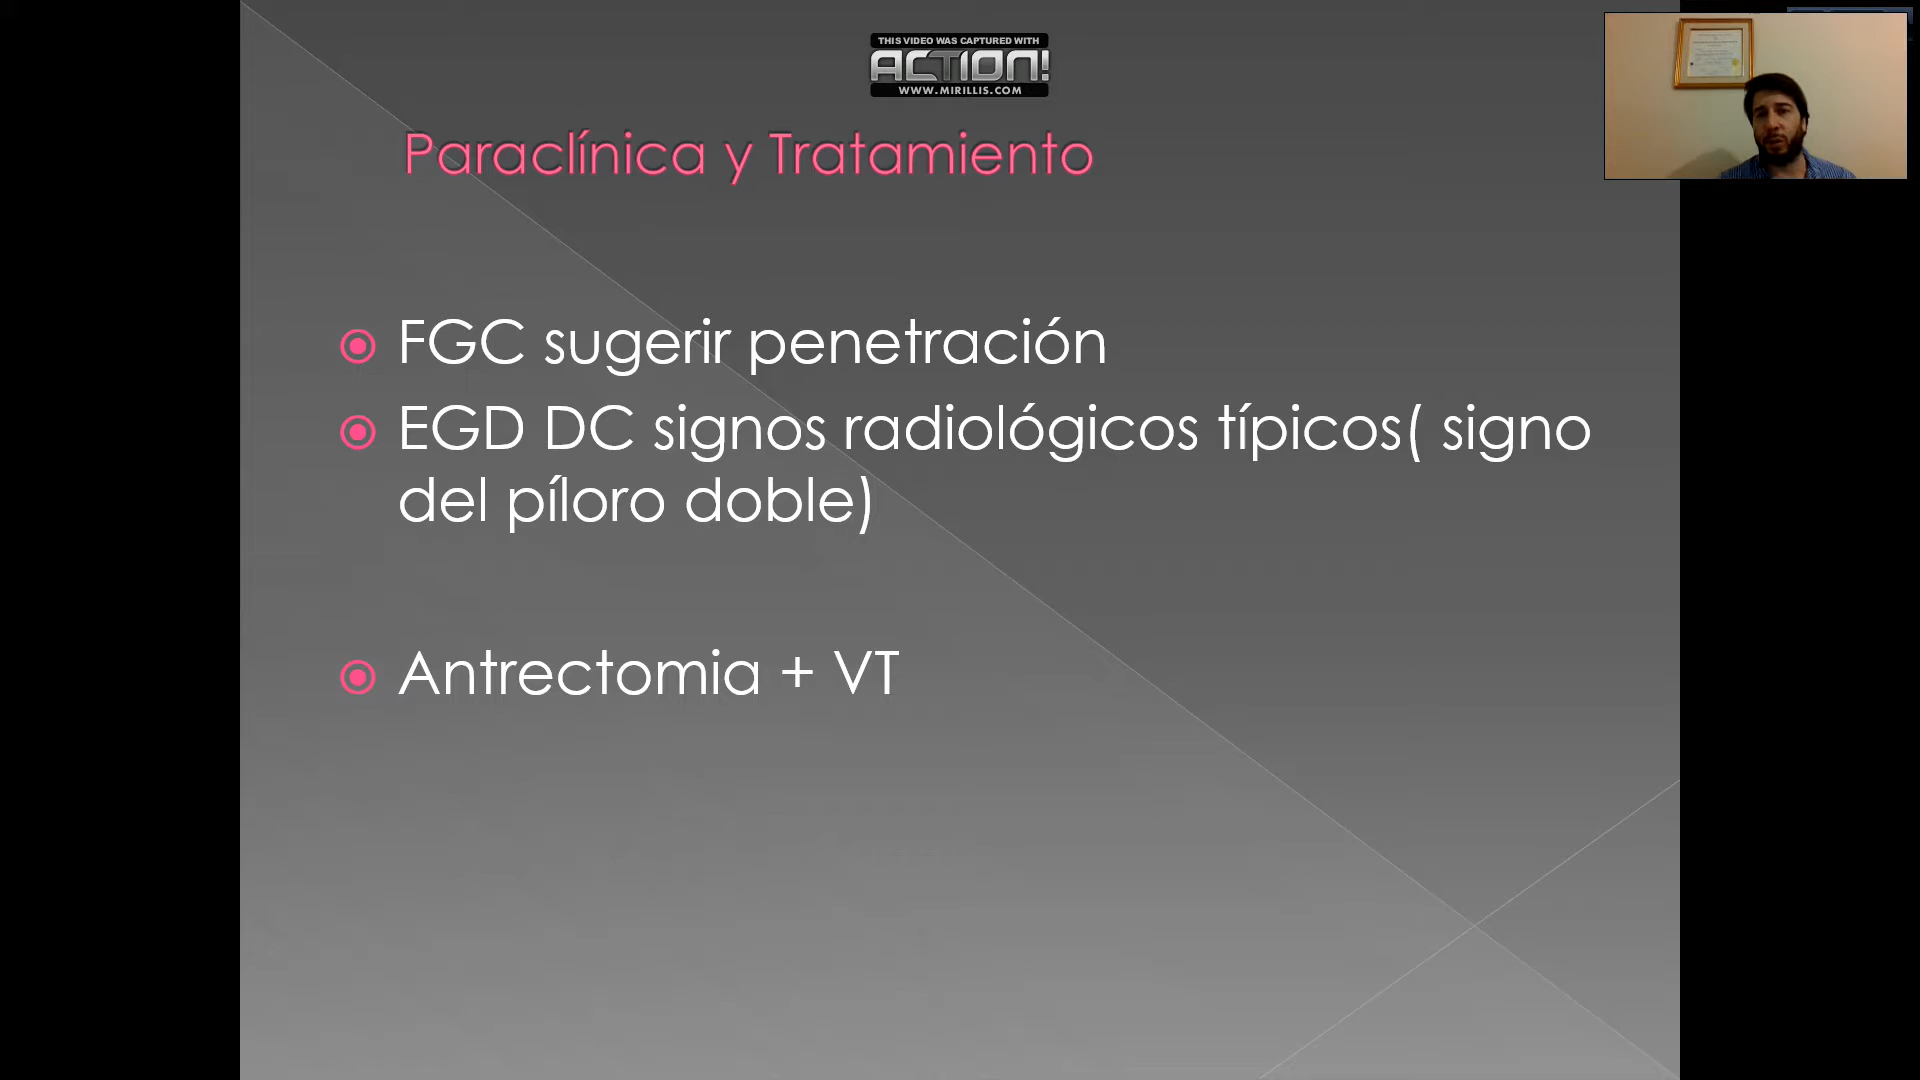 THIS VIDEO WAS CAPTURED WITH
ACTION!
WWW.MIRILLIS.COM
Paraclínica y Tratamiento
FGC sugerir penetración
EGD DC signos radiológicos típicos( signo
del píloro doble)
Antrectomia + VT